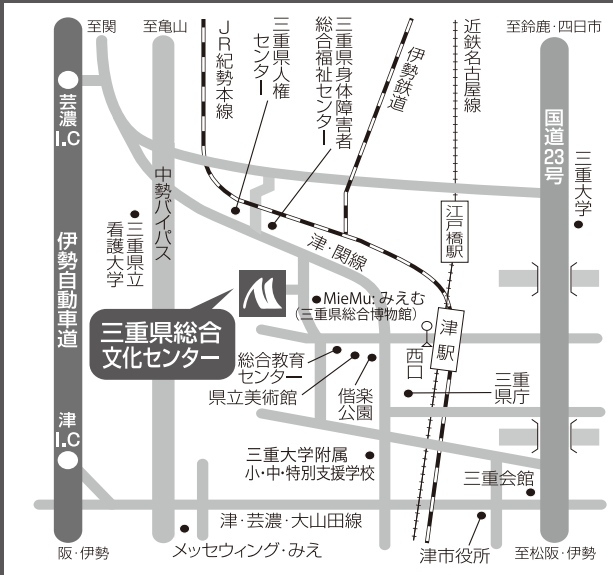 至関
至亀山
JR紀勢本線
三重県人権
センター
三重県身体障害者
総合福祉センター
伊勢鉄道
近鉄名古屋線
至鈴鹿・四日市
芸濃
I.C
国道23号
三重大学
中勢バイパス
三重県立
看護大学
江戸橋駅
津・関線
伊勢自動車道
MieMu:みえむ
(三重県総合博物館)
三重県総合
文化センター
津駅
西口
総合教育
センター
県立美術館
偕楽
公園
三重
県庁
津
I.C
三重大学附属
小・中・特別支援学校
三重会館
津・芸濃・大山田線
メッセウィング・みえ
津市役所
阪・伊勢
至松阪・伊勢